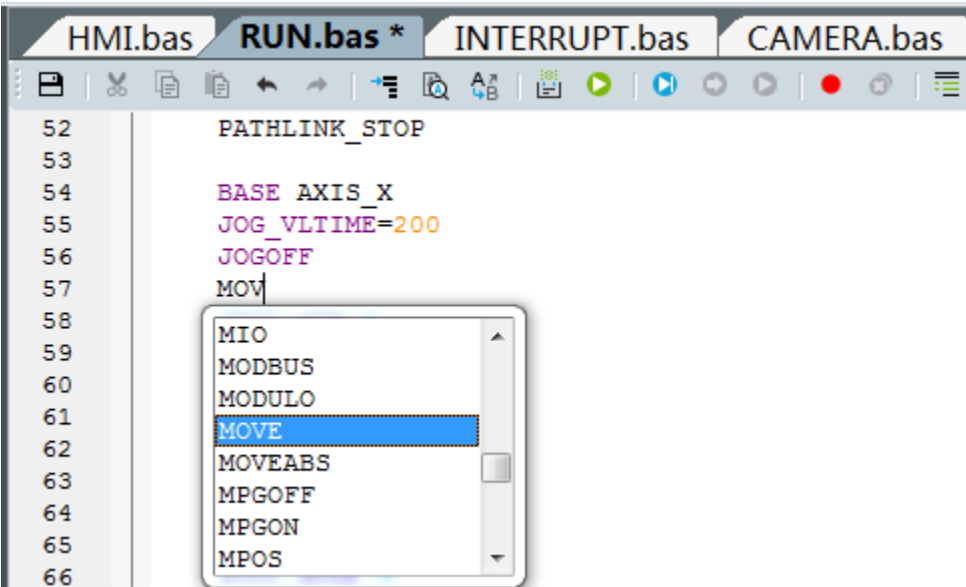 HMI.bas RUN.bas * INTERRUPT.bas CAMERA.bas
52 PATHLINK_STOP
53
54 BASE AXIS_X
55 JOG_VLTIME=200
56 JOGOFF
57 MOV
58
59
60
61
62
63
64
65
66
MIO
MODBUS
MODULO
MOVE
MOVEABS
MPGOFF
MPGON
MPOS